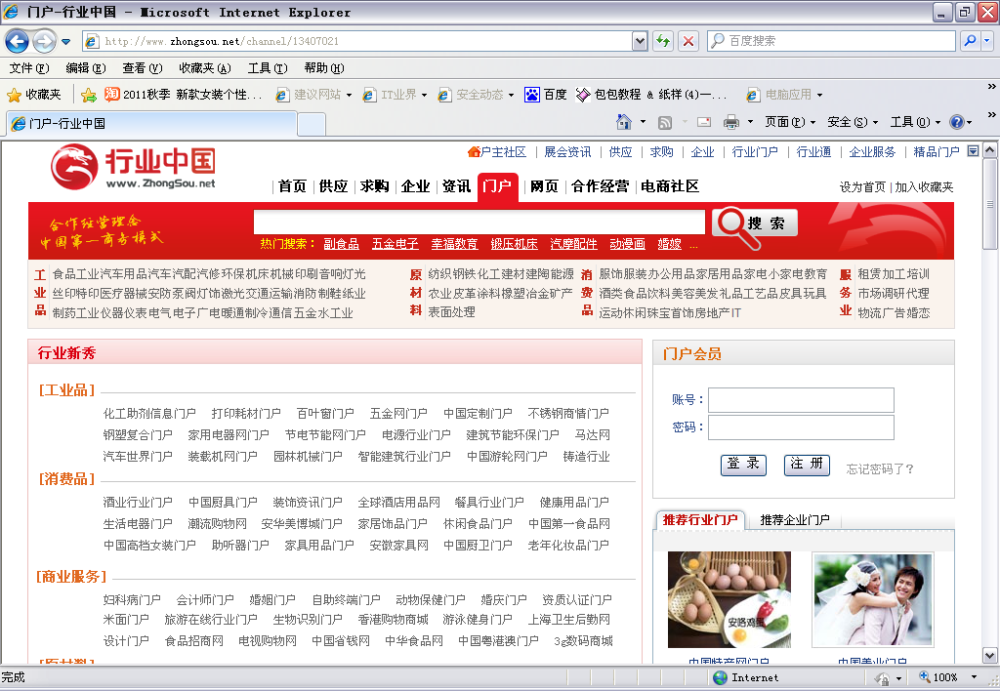 门户-行业中国 - Microsoft Internet Explorer
http://www.zhongsou.net/channel/13407021
百度搜索
文件(F) 编辑(E) 查看(V) 收藏夹(A) 工具(T) 帮助(H)
收藏夹 淘 2011秋季 新款女装个性... 建议网站 IT业界 安全动态 百度 包包教程 & 纸样(4)一... 电脑应用 »
门户-行业中国 页面(P) 安全(S) 工具(O) »
户主社区 | 展会资讯 | 供应 | 求购 | 企业 | 行业门户 | 行业通 | 企业服务 | 精品门户
行业中国
www.ZhongSou.net
首页 | 供应 | 求购 | 企业 | 资讯 门户 | 网页 | 合作经营 | 电商社区
设为首页 | 加入收藏夹
合作经营理念
中国第一商务模式
搜 索
热门搜索： 副食品 五金电子 幸福教育 锻压机床 汽摩配件 动漫画 婚嫁 ...
工业品
食品工业汽车用品汽车汽配汽修环保机床机械印刷音响灯光
丝印特印医疗器械安防泵阀灯饰激光交通运输消防制鞋纸业
制药工业仪器仪表电气电子广电暖通制冷通信五金水工业
原材料
纺织钢铁化工建材建陶能源
农业皮革涂料橡塑冶金矿产
表面处理
消费品
服饰服装办公用品家居用品家电小家电教育
酒类食品饮料美容美发礼品工艺品皮具玩具
运动休闲珠宝首饰房地产IT
服务业
租赁加工培训
市场调研代理
物流广告婚恋
行业新秀
[工业品]
化工助剂信息门户 打印耗材门户 百叶窗门户 五金网门户 中国定制门户 不锈钢商情门户
钢塑复合门户 家用电器网门户 节电节能网门户 电源行业门户 建筑节能环保门户 马达网
汽车世界门户 装载机网门户 园林机械门户 智能建筑行业门户 中国游轮网门户 铸造行业
[消费品]
酒业行业门户 中国厨具门户 装饰资讯门户 全球酒店用品网 餐具行业门户 健康用品门户
生活电器门户 潮流购物网 安华美博城门户 家居饰品门户 休闲食品门户 中国第一食品网
中国高档女装门户 助听器门户 家具用品门户 安徽家具网 中国厨卫门户 老年化妆品门户
[商业服务]
妇科病门户 会计师门户 婚姻门户 自助终端门户 动物保健门户 婚庆门户 资质认证门户
米面门户 旅游在线行业门户 生物识别门户 香港购物商城 游泳健身门户 上海卫生后勤网
设计门户 食品招商网 电视购物网 中国省钱网 中华食品网 中国粤港澳门户 3g数码商城
[原材料]
门户会员
账号：
密码：
登 录 注 册 忘记密码了？
推荐行业门户 推荐企业门户
安咯鸡蛋
中国特产网门户 中国美业门户
完成 Internet 100%